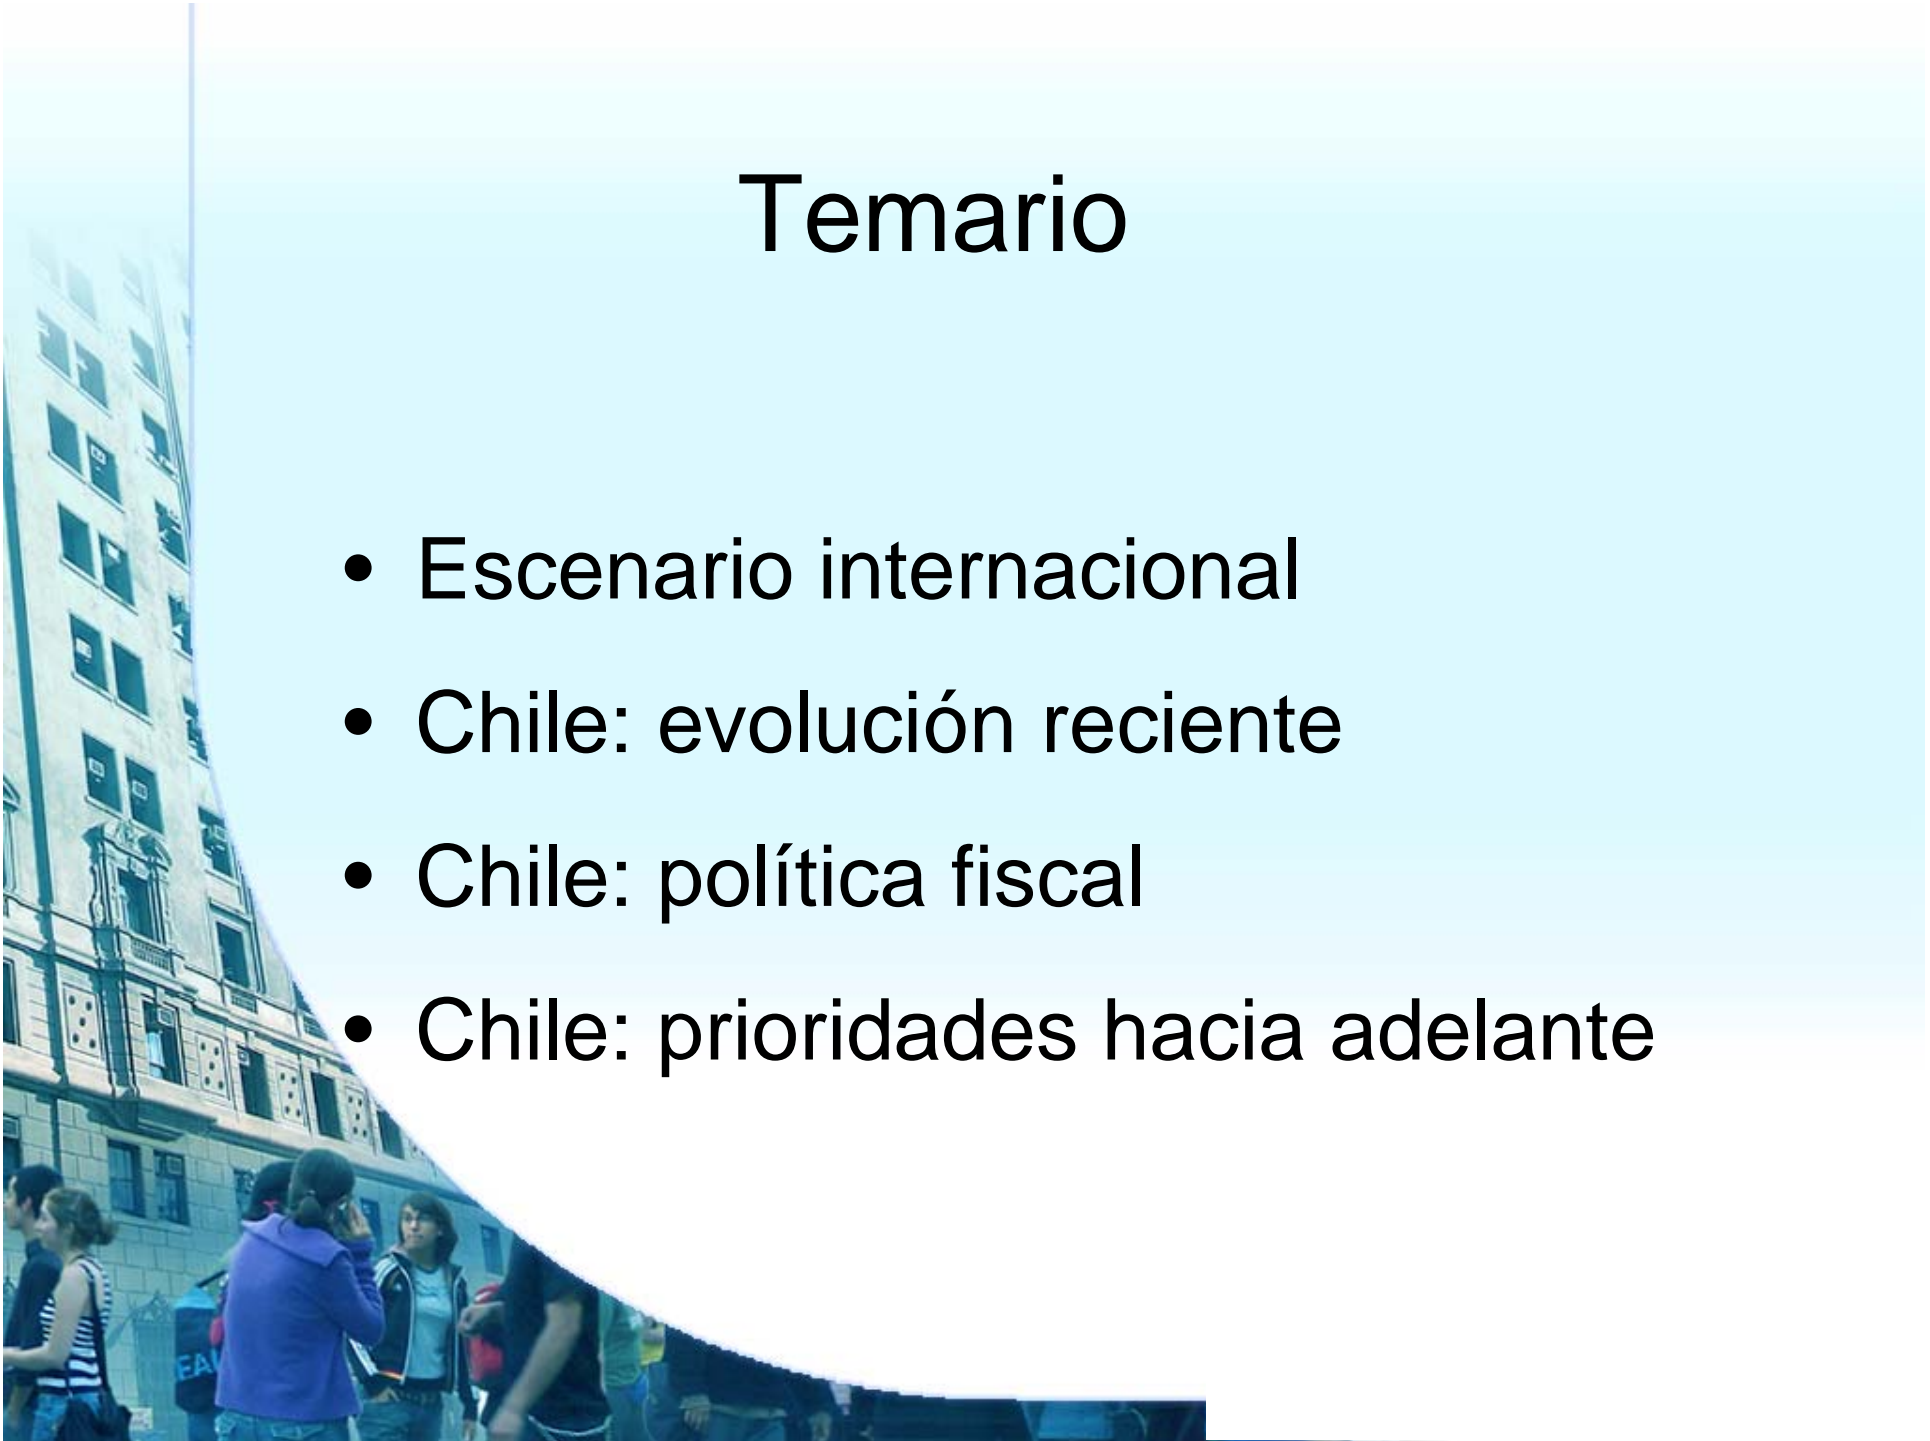 Temario
• Escenario internacional
• Chile: evolución reciente
• Chile: política fiscal
• Chile: prioridades hacia adelante